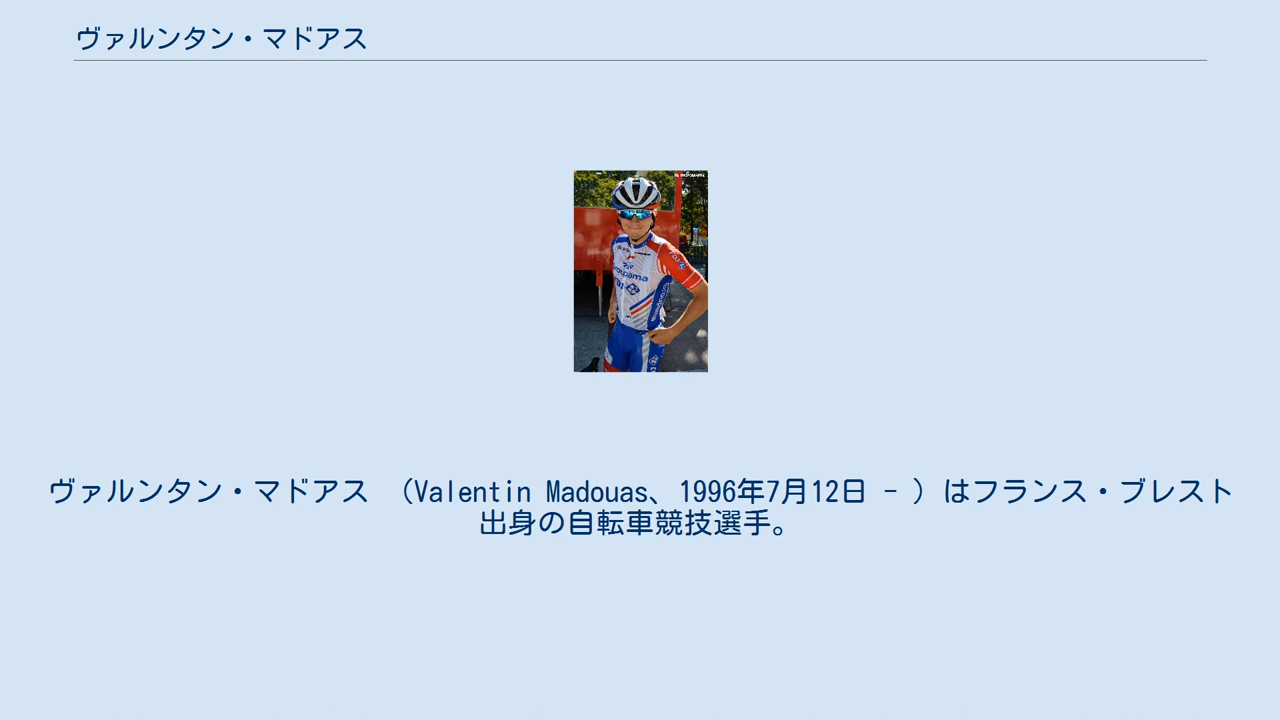 ヴァルンタン・マドアス
Groupama
FDJ
ヴァルンタン・マドアス （Valentin Madouas、1996年7月12日 - ）はフランス・ブレスト
出身の自転車競技選手。